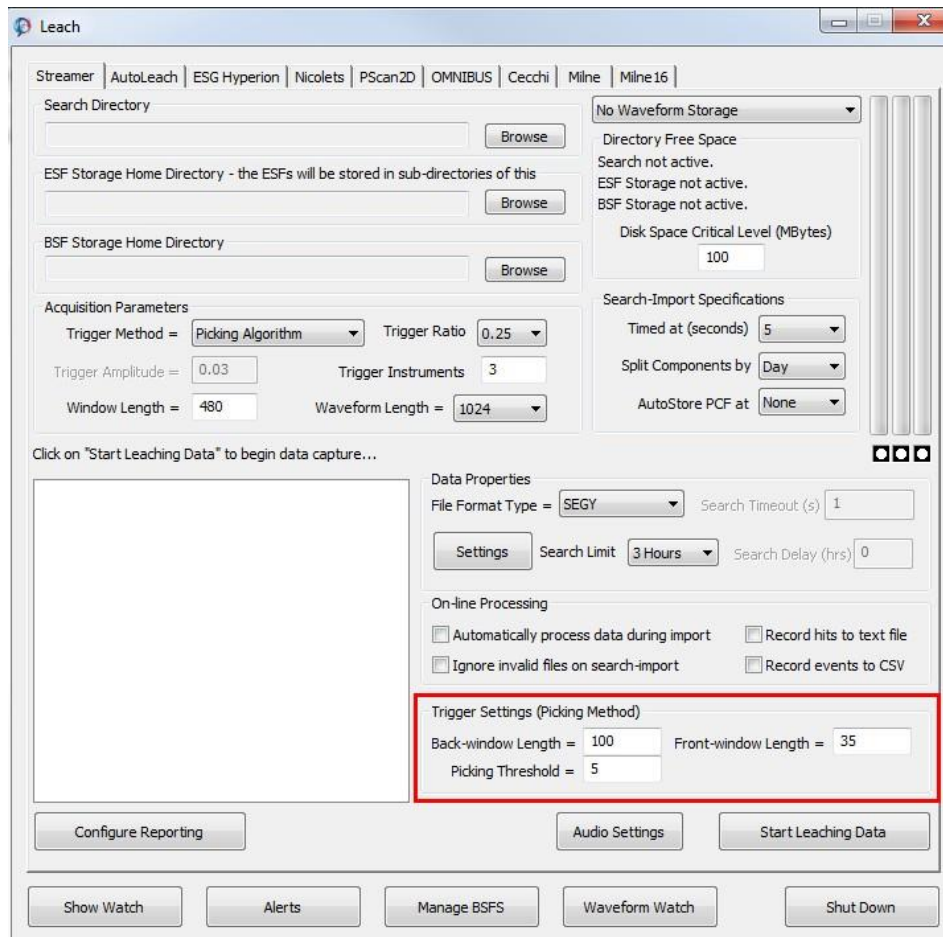 Leach
Streamer AutoLeach ESG Hyperion Nicolets PScan2D OMNIBUS Cecchi Milne Milne16
Search Directory
Browse
ESF Storage Home Directory - the ESFs will be stored in sub-directories of this
Browse
BSF Storage Home Directory
Browse
No Waveform Storage
Directory Free Space
Search not active.
ESF Storage not active.
BSF Storage not active.
Disk Space Critical Level (MBytes)
100
Acquisition Parameters
Trigger Method = Picking Algorithm Trigger Ratio 0.25
Trigger Amplitude = 0.03 Trigger Instruments 3
Window Length = 480 Waveform Length = 1024
Search-Import Specifications
Timed at (seconds) 5
Split Components by Day
AutoStore PCF at None
Click on "Start Leaching Data" to begin data capture...
Data Properties
File Format Type = SEGY Search Timeout (s) 1
Settings Search Limit 3 Hours Search Delay (hrs) 0
On-line Processing
Automatically process data during import Record hits to text file
Ignore invalid files on search-import Record events to CSV
Trigger Settings (Picking Method)
Back-window Length = 100 Front-window Length = 35
Picking Threshold = 5
Configure Reporting Audio Settings Start Leaching Data
Show Watch Alerts Manage BSFS Waveform Watch Shut Down